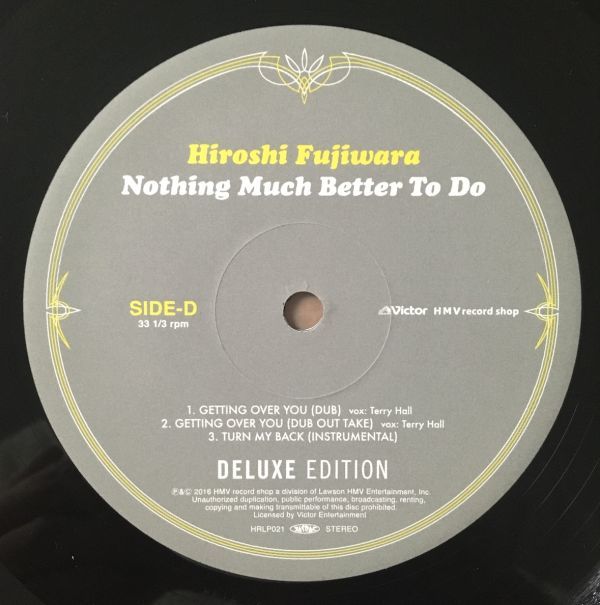 Hiroshi Fujiwara
Nothing Much Better To Do
SIDE-D
33 1/3 rpm
Victor HMV record shop
1. GETTING OVER YOU (DUB) vox: Terry Hall
2. GETTING OVER YOU (DUB OUT TAKE) vox: Terry Hall
3. TURN MY BACK (INSTRUMENTAL)
DELUXE EDITION
℗&© 2016 HMV record shop a division of Lawson HMV Entertainment, Inc.
Unauthorized duplication, public performance, broadcasting, renting,
copying and making transmittable of this disc prohibited.
Licensed by Victor Entertainment
HRLP021 STEREO